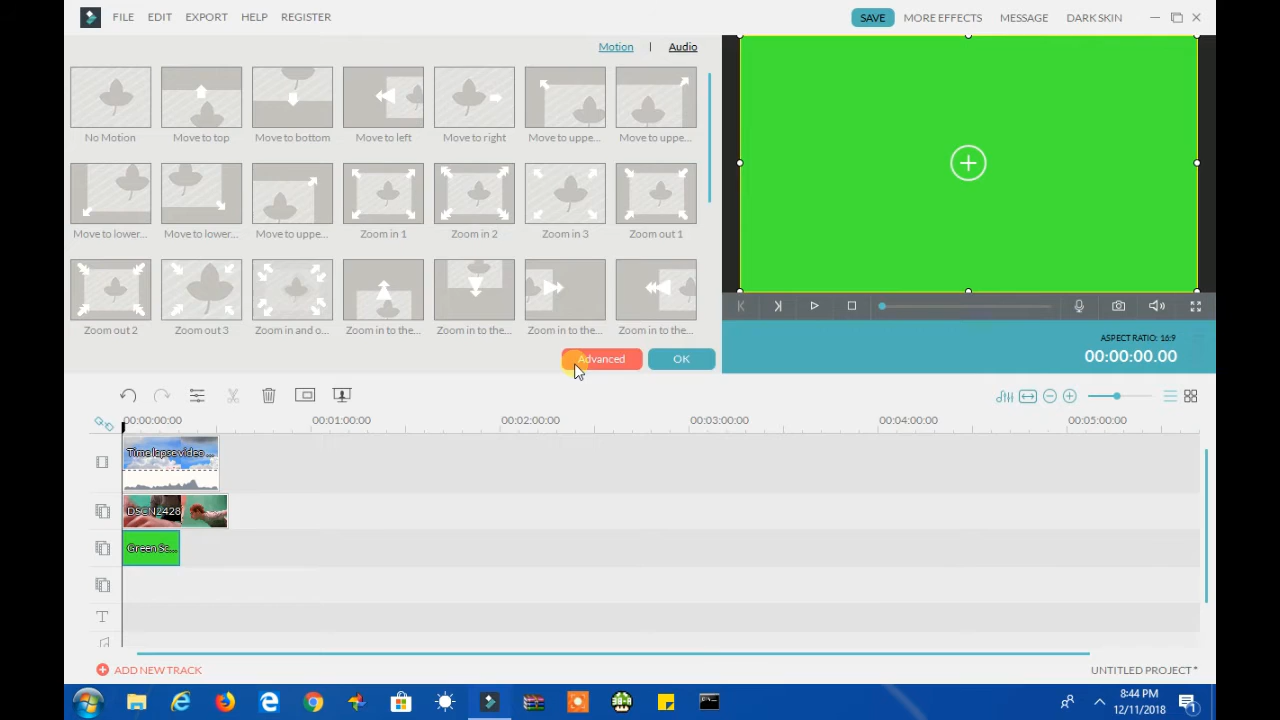 FILE EDIT EXPORT HELP REGISTER SAVE MORE EFFECTS MESSAGE DARK SKIN
Motion | Audio
No Motion Move to top Move to bottom Move to left Move to right Move to uppe... Move to uppe...
Move to lower... Move to lower... Move to uppe... Zoom in 1 Zoom in 2 Zoom in 3 Zoom out 1
Zoom out 2 Zoom out 3 Zoom in and o... Zoom in to the... Zoom in to the... Zoom in to the... Zoom in to the...
Advanced OK
ASPECT RATIO: 16:9
00:00:00.00
00:00:00:00 00:01:00:00 00:02:00:00 00:03:00:00 00:04:00:00 00:05:00:00
Time lapse video ...
DSCN2428
Green Sc...
T
ADD NEW TRACK UNTITLED PROJECT*
8:44 PM
12/11/2018
1